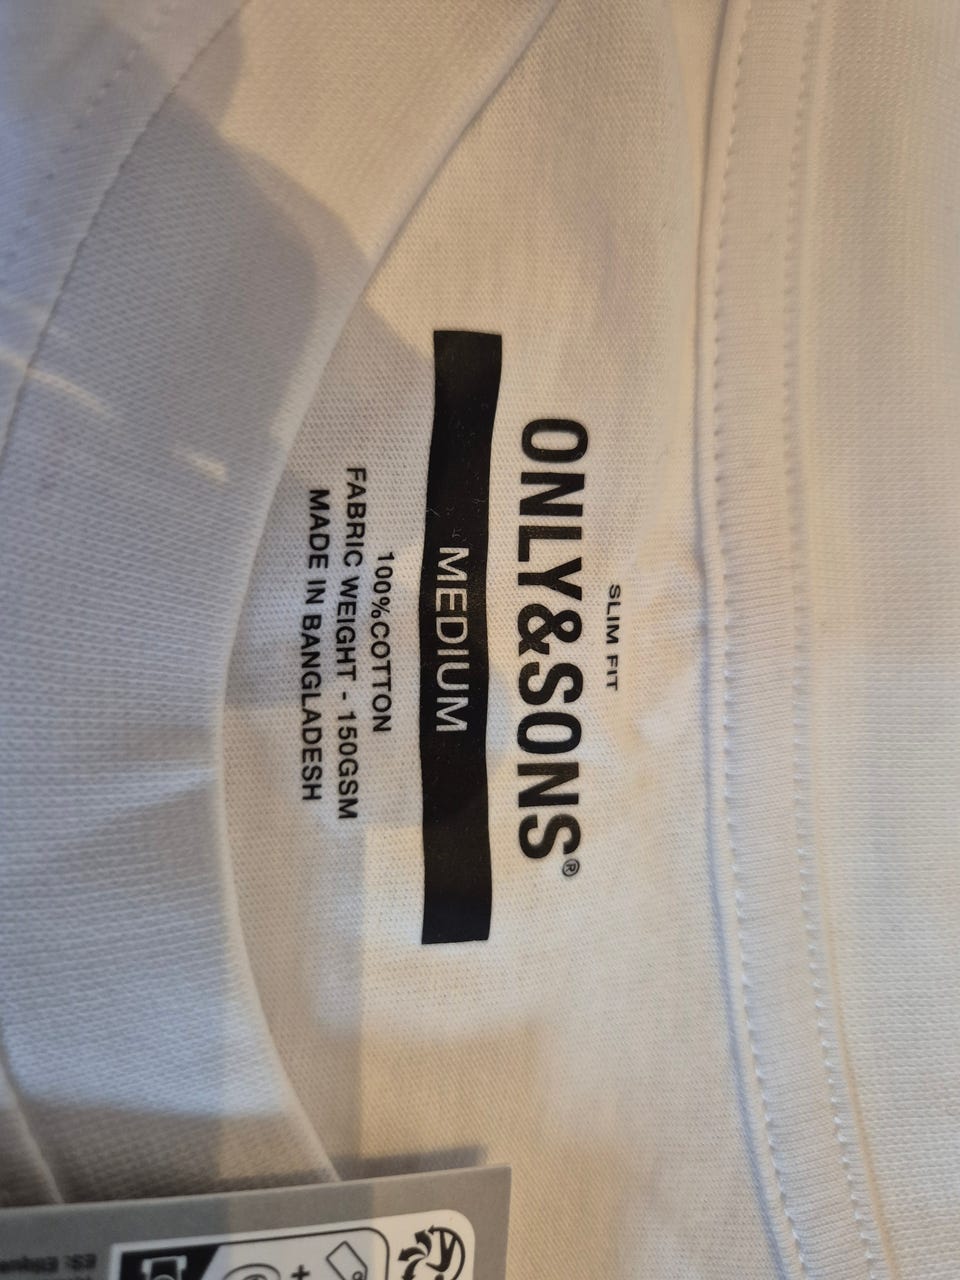 SLIM FIT
ONLY&SONS®
MEDIUM
100%COTTON
FABRIC WEIGHT - 150GSM
MADE IN BANGLADESH
+